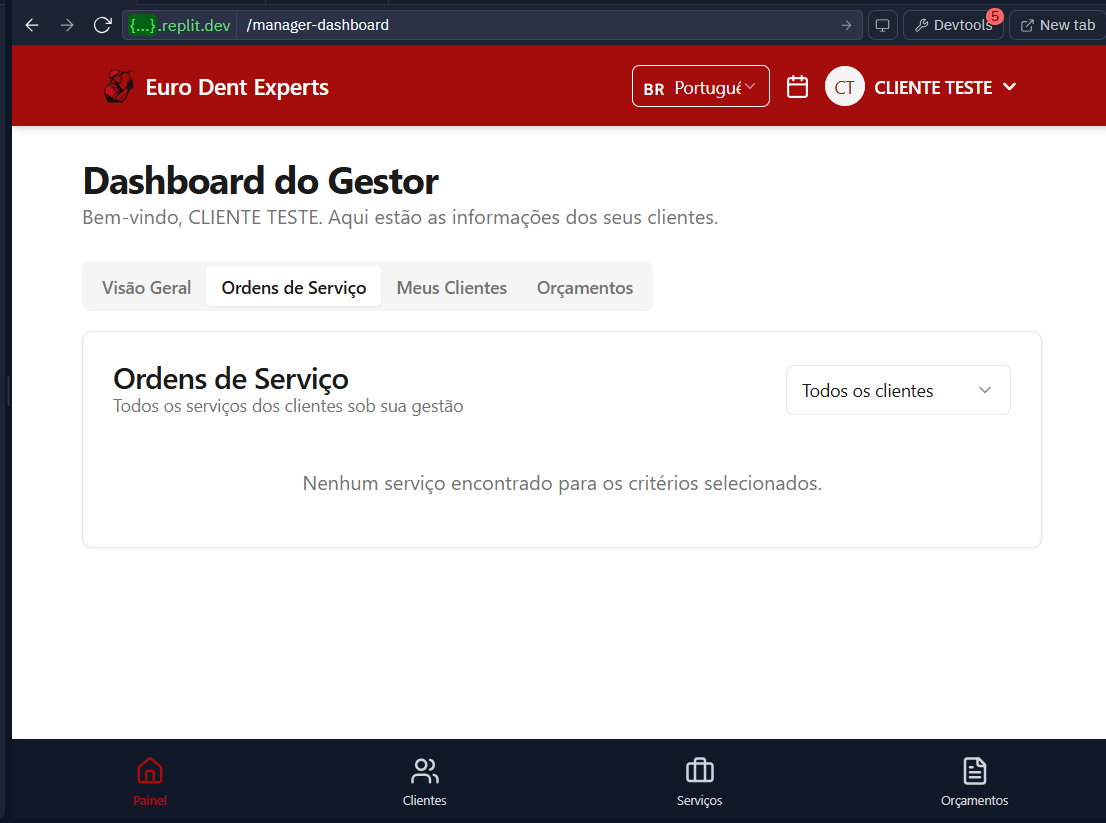 {...}.replit.dev /manager-dashboard Devtools 5 New tab
Euro Dent Experts BR Portuguê CT CLIENTE TESTE
Dashboard do Gestor
Bem-vindo, CLIENTE TESTE. Aqui estão as informações dos seus clientes.
Visão Geral Ordens de Serviço Meus Clientes Orçamentos
Ordens de Serviço
Todos os serviços dos clientes sob sua gestão
Todos os clientes
Nenhum serviço encontrado para os critérios selecionados.
Painel Clientes Serviços Orçamentos